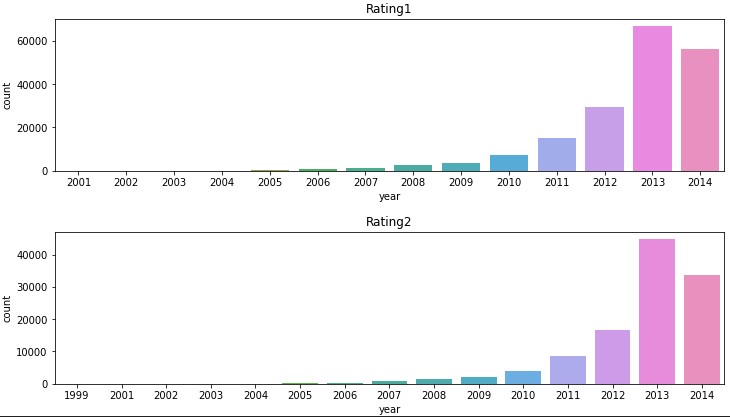 Rating1
count
60000
40000
20000
0
2001 2002 2003 2004 2005 2006 2007 2008 2009 2010 2011 2012 2013 2014
year
Rating2
count
40000
30000
20000
10000
0
1999 2001 2002 2003 2004 2005 2006 2007 2008 2009 2010 2011 2012 2013 2014
year